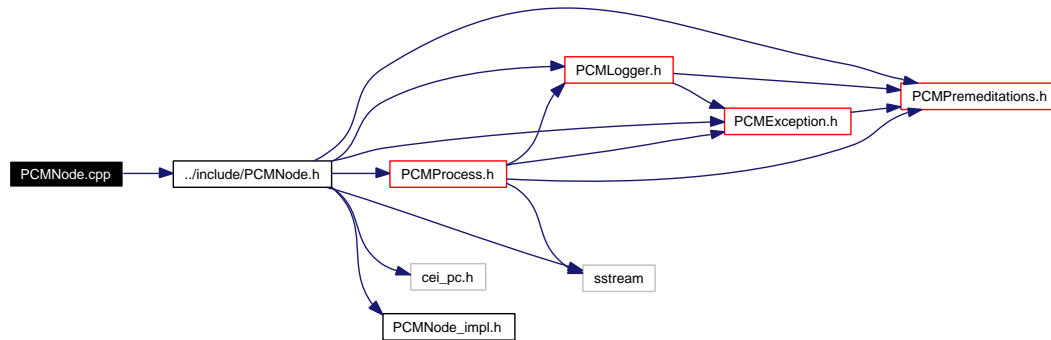 PCMNode.cpp
../include/PCMNode.h
PCMProcess.h
PCMLogger.h
PCMException.h
PCMPremeditations.h
cei_pc.h
sstream
PCMNode_impl.h